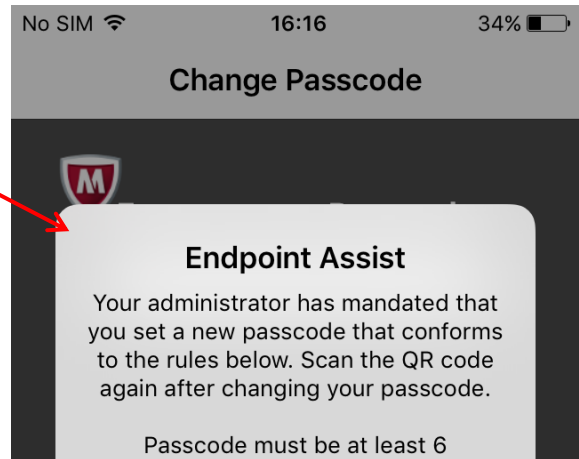 No SIM 16:16 34%
Change Passcode
M
Endpoint Assist
Your administrator has mandated that
you set a new passcode that conforms
to the rules below. Scan the QR code
again after changing your passcode.
Passcode must be at least 6